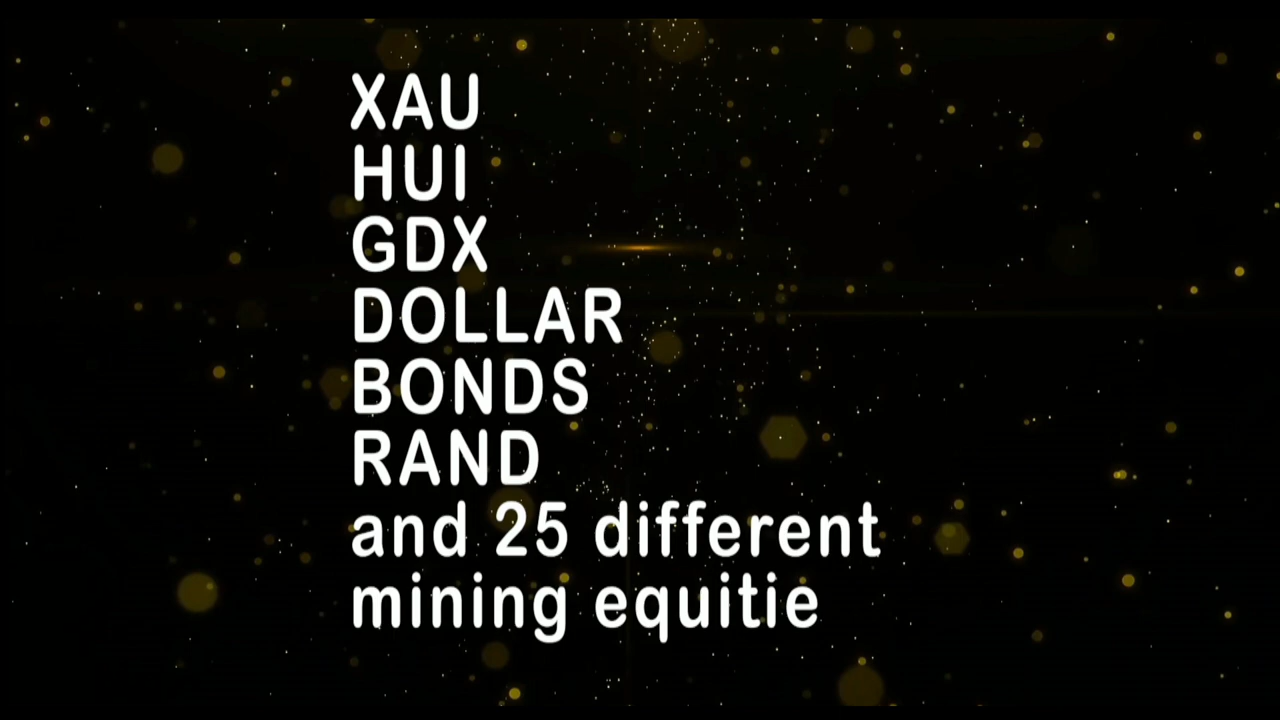 XAU
HUI
GDX
DOLLAR
BONDS
RAND
and 25 different
mining equitie